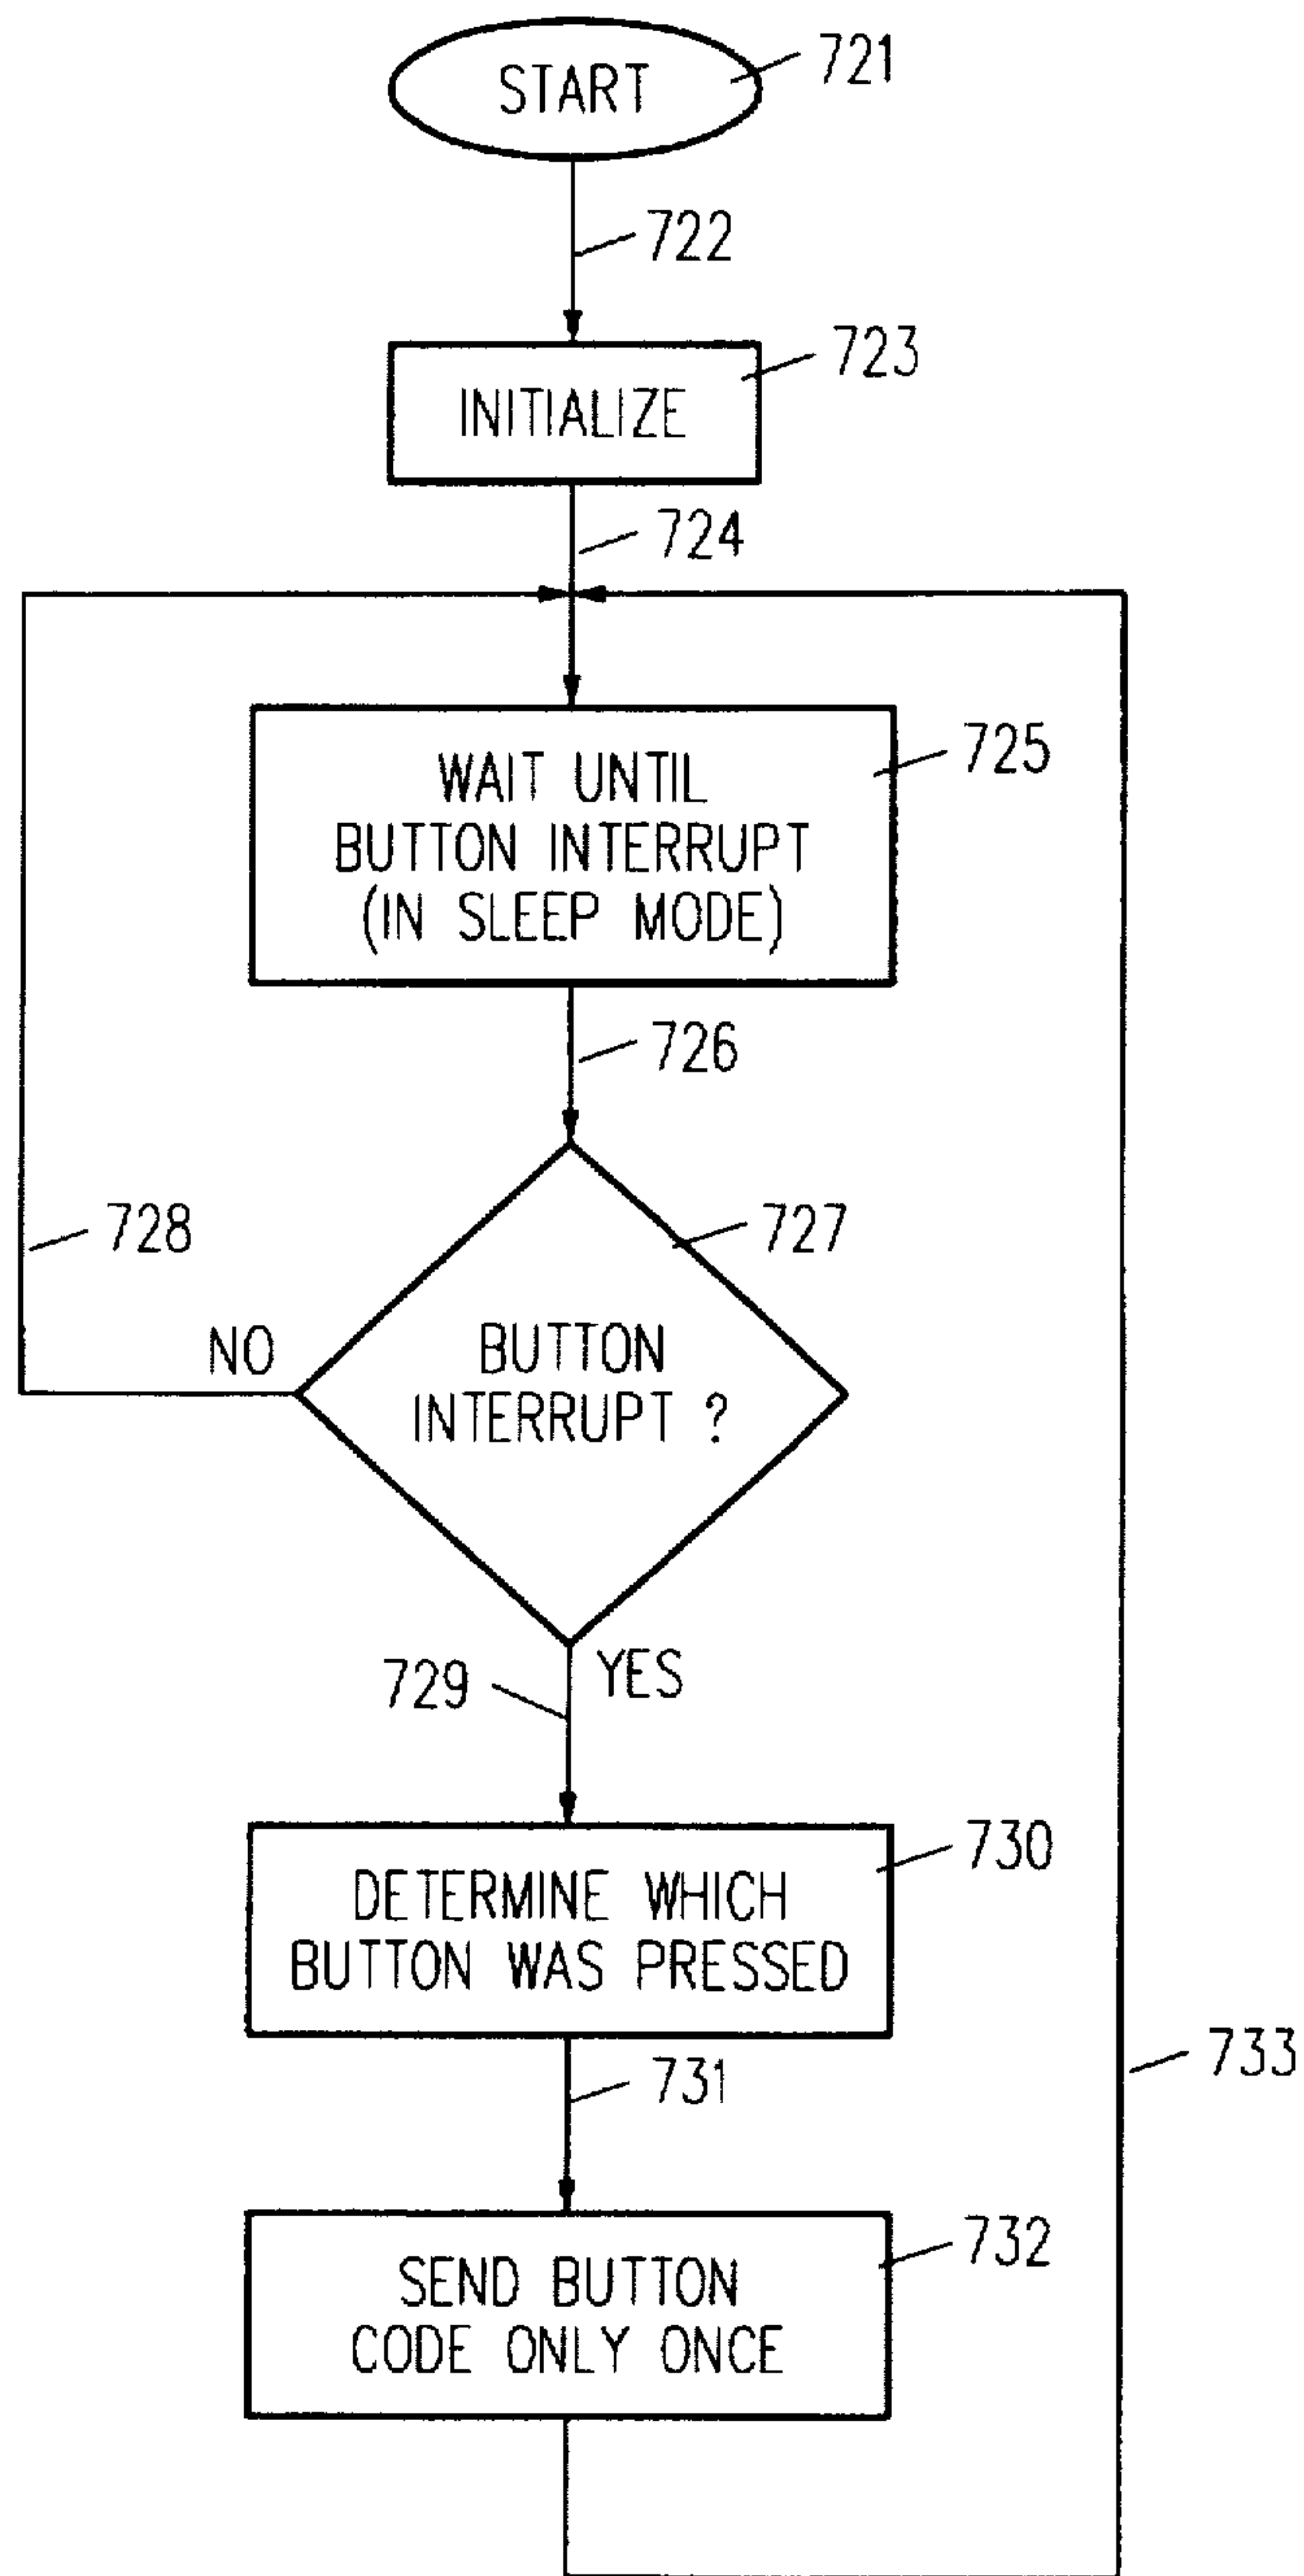 START
721
722
INITIALIZE
723
724
WAIT UNTIL
BUTTON INTERRUPT
(IN SLEEP MODE)
725
726
727
728
NO
BUTTON
INTERRUPT ?
YES
729
DETERMINE WHICH
BUTTON WAS PRESSED
730
731
733
SEND BUTTON
CODE ONLY ONCE
732